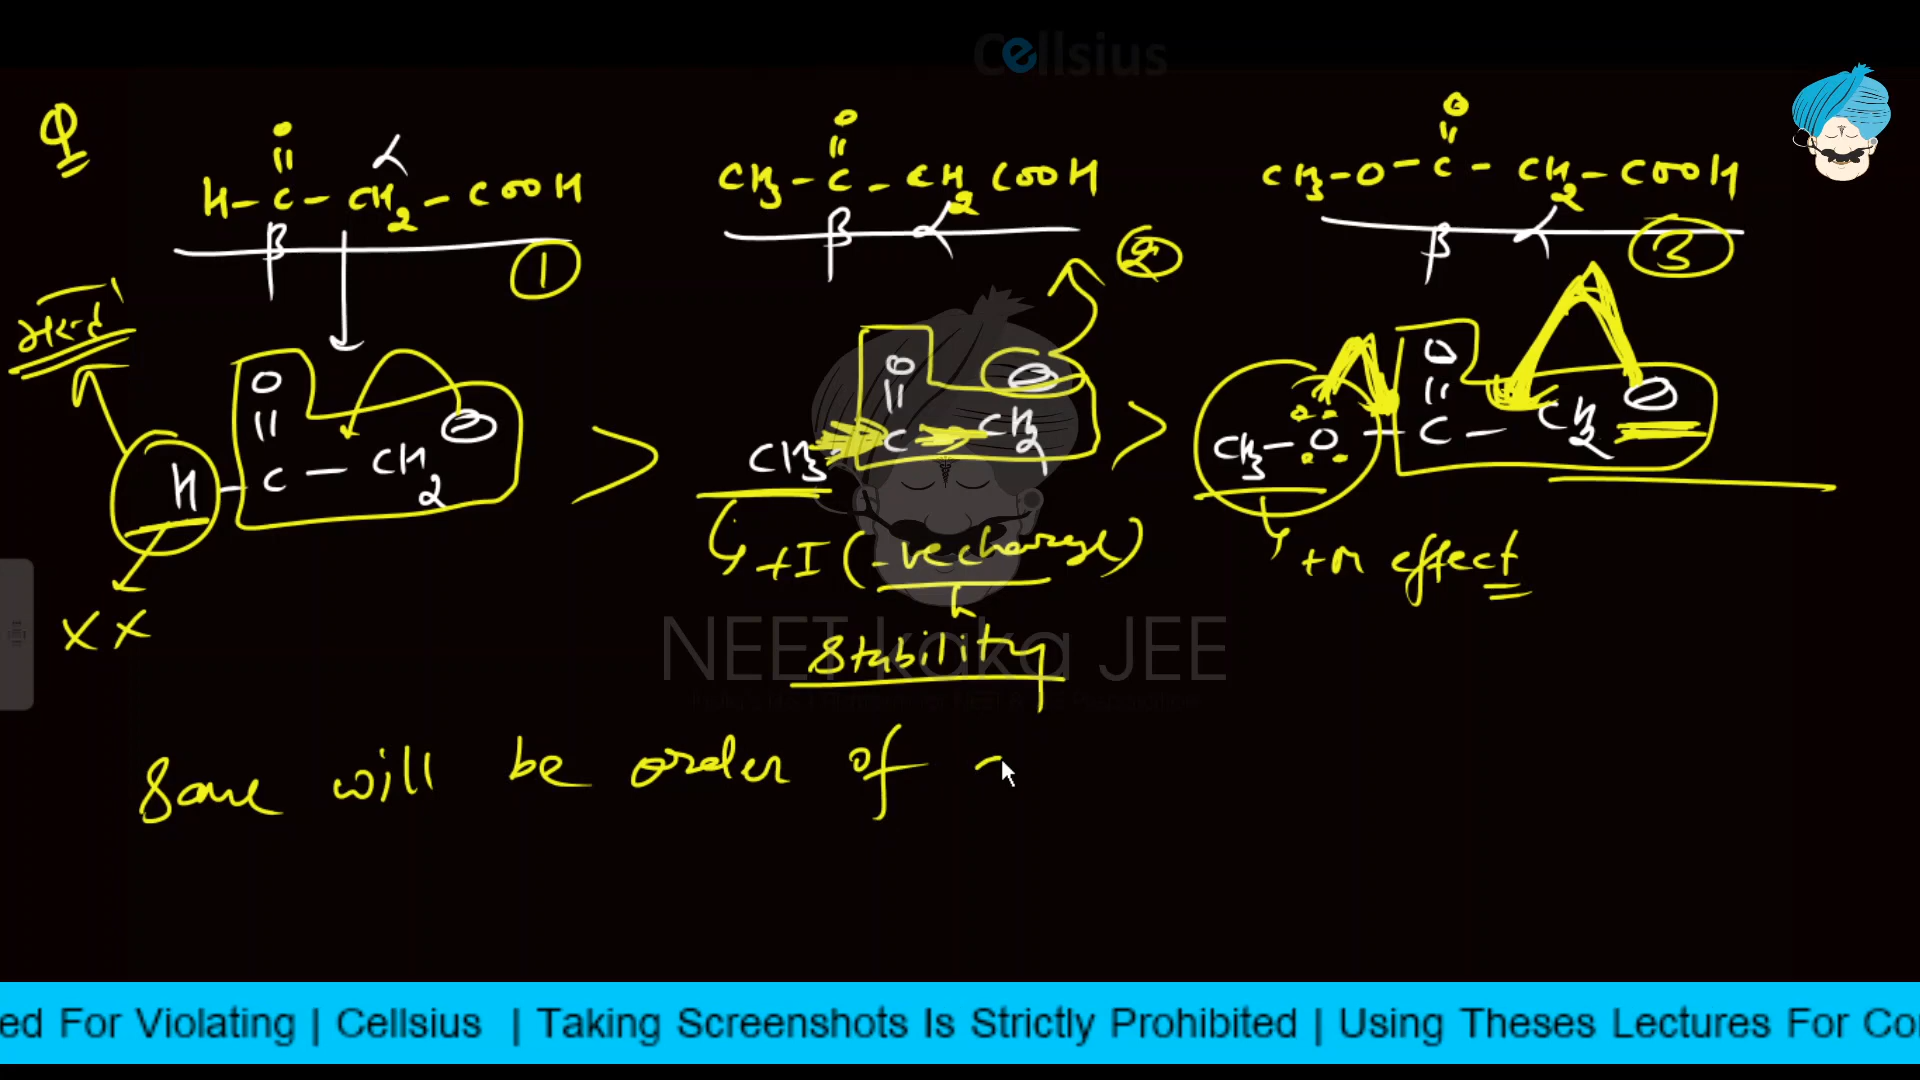 Cellsius
Q
H-C-CH2-COOH
O
α
β
1
CH3-C-CH2COOH
O
β
α
2
CH3-O-C-CH2-COOH
O
β
α
3
H-C-CH2
O
⊖
>
CH3-C-CH2
O
⊖
>
CH3-O-C-CH2
O
⊖
XX
+I (-ve charge)
+M effect
NEET kaka JEE
Stability
Same will be order of
ed For Violating | Cellsius | Taking Screenshots Is Strictly Prohibited | Using Theses Lectures For Co